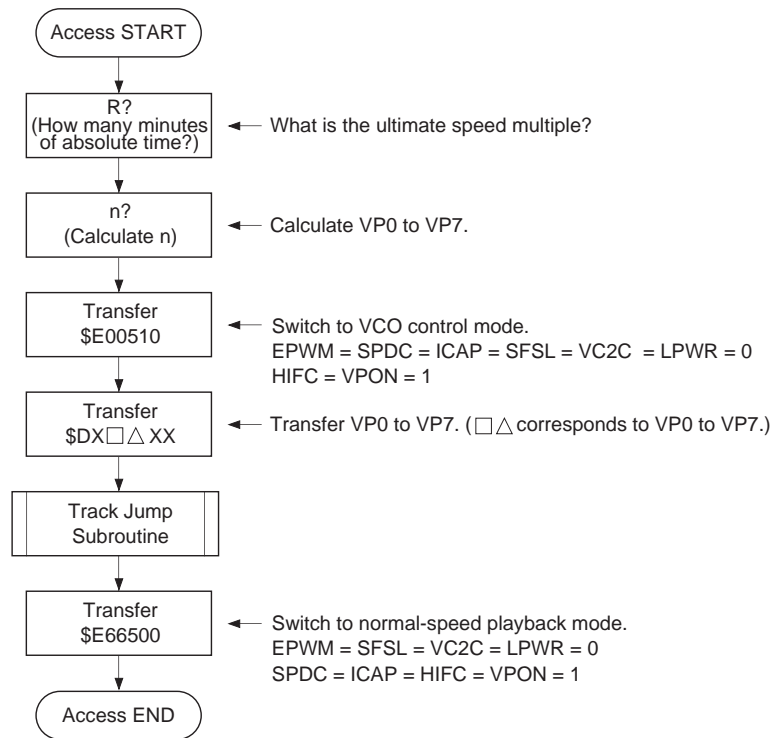 Access START
R?
(How many minutes
of absolute time?)
What is the ultimate speed multiple?
n?
(Calculate n)
Calculate VP0 to VP7.
Transfer
$E00510
Switch to VCO control mode.
EPWM = SPDC = ICAP = SFSL = VC2C = LPWR = 0
HIFC = VPON = 1
Transfer
$DX□△XX
Transfer VP0 to VP7. (□△ corresponds to VP0 to VP7.)
Track Jump
Subroutine
Transfer
$E66500
Switch to normal-speed playback mode.
EPWM = SFSL = VC2C = LPWR = 0
SPDC = ICAP = HIFC = VPON = 1
Access END